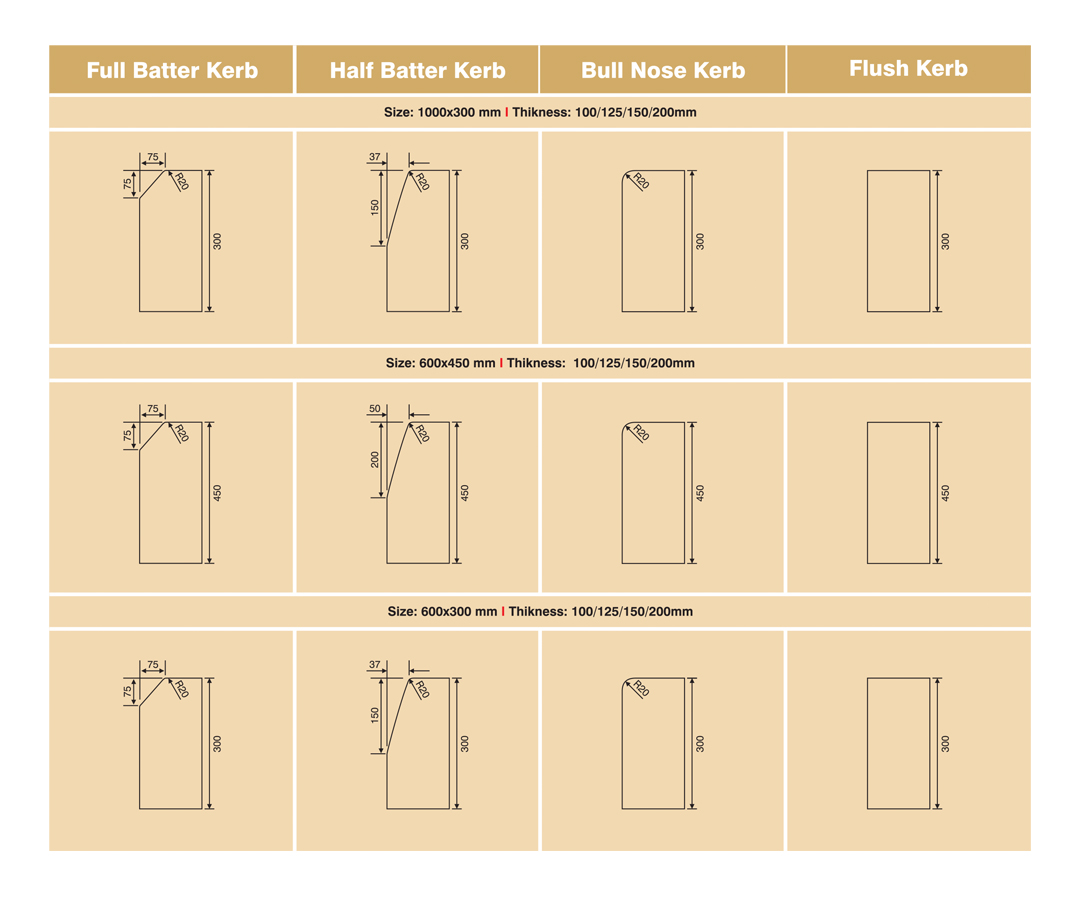 Full Batter Kerb
Half Batter Kerb
Bull Nose Kerb
Flush Kerb
Size: 1000x300 mm I Thikness: 100/125/150/200mm
75
75
R20
300
37
150
R20
300
R20
300
300
Size: 600x450 mm I Thikness: 100/125/150/200mm
75
75
R20
450
50
200
R20
450
R20
450
450
Size: 600x300 mm I Thikness: 100/125/150/200mm
75
75
R20
300
37
150
R20
300
R20
300
300